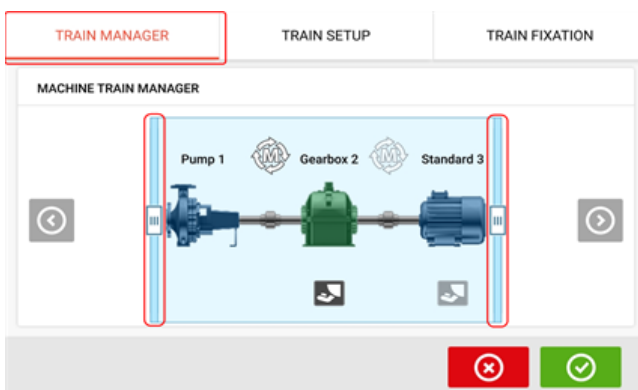 TRAIN MANAGER TRAIN SETUP TRAIN FIXATION
MACHINE TRAIN MANAGER
Pump 1 M Gearbox 2 M Standard 3